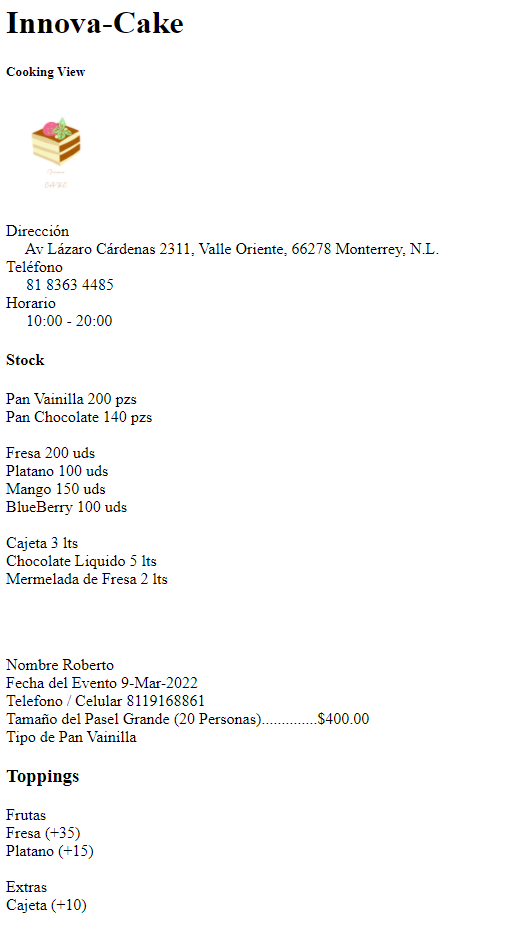 Innova-Cake
Cooking View
CAKE
Dirección
Av Lázaro Cárdenas 2311, Valle Oriente, 66278 Monterrey, N.L.
Teléfono
81 8363 4485
Horario
10:00 - 20:00
Stock
Pan Vainilla 200 pzs
Pan Chocolate 140 pzs
Fresa 200 uds
Platano 100 uds
Mango 150 uds
BlueBerry 100 uds
Cajeta 3 lts
Chocolate Liquido 5 lts
Mermelada de Fresa 2 lts
Nombre Roberto
Fecha del Evento 9-Mar-2022
Telefono / Celular 8119168861
Tamaño del Pasel Grande (20 Personas)..............$400.00
Tipo de Pan Vainilla
Toppings
Frutas
Fresa (+35)
Platano (+15)
Extras
Cajeta (+10)